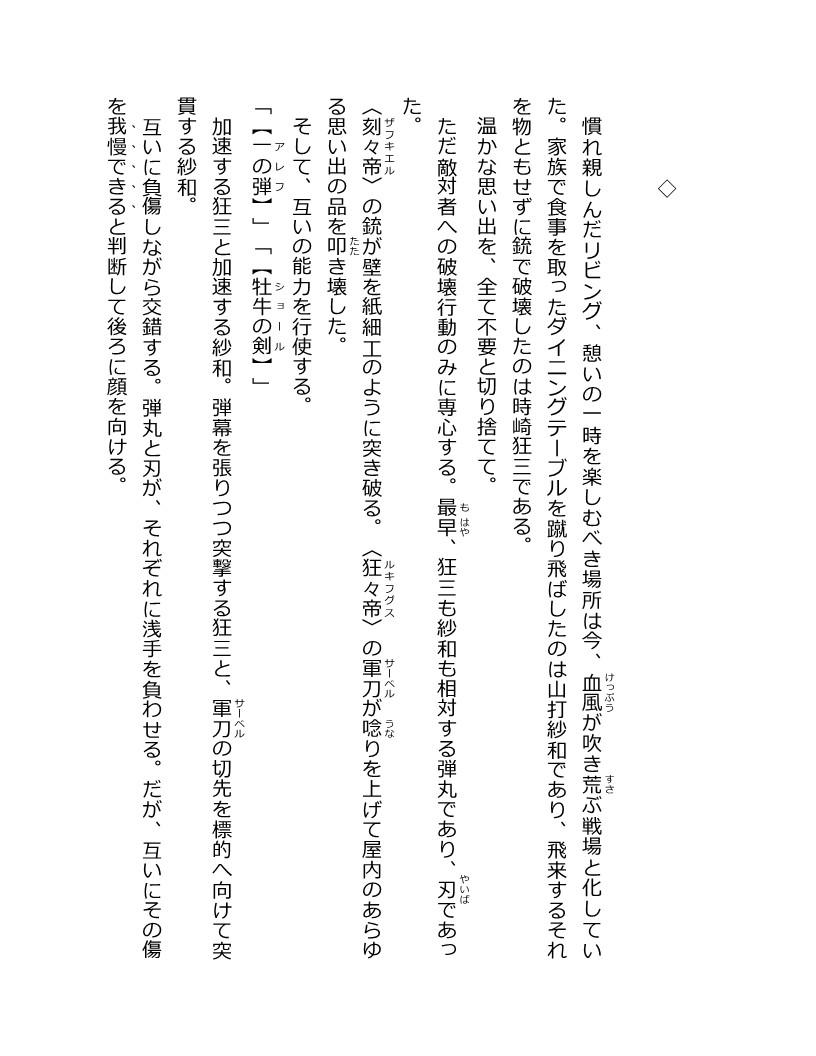 ◇
慣れ親しんだリビング、憩いの一時を楽しむべき場所は今、血風が吹き荒ぶ戦場と化してい
た。家族で食事を取ったダイニングテーブルを蹴り飛ばしたのは山打紗和であり、飛来するそれ
を物ともせずに銃で破壊したのは時崎狂三である。
温かな思い出を、全て不要と切り捨てて。
ただ敵対者への破壊行動のみに専心する。最早、狂三も紗和も相対する弾丸であり、刃であっ
た。
〈刻々帝〉の銃が壁を紙細工のように突き破る。〈狂々帝〉の軍刀が唸りを上げて屋内のあらゆ
る思い出の品を叩き壊した。
そして、互いの能力を行使する。
「【一の弾】」「【牡牛の剣】」
加速する狂三と加速する紗和。弾幕を張りつつ突撃する狂三と、軍刀の切先を標的へ向けて突
貫する紗和。
互いに負傷しながら交錯する。弾丸と刃が、それぞれに浅手を負わせる。だが、互いにその傷
を我慢できると判断して後ろに顔を向ける。